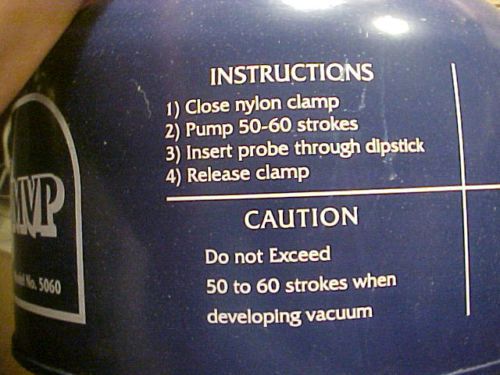 INSTRUCTIONS
1) Close nylon clamp
2) Pump 50-60 strokes
3) Insert probe through dipstick
4) Release clamp
CAUTION
Do not Exceed
50 to 60 strokes when
developing vacuum
MVP
No. 5060